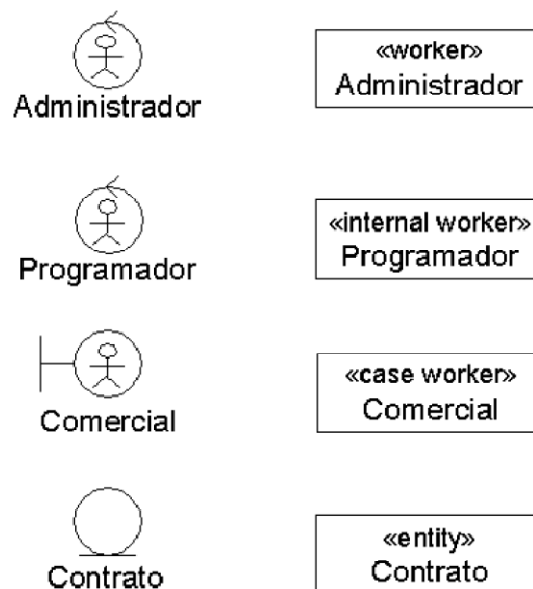 Administrador
«worker»
Administrador
Programador
«internal worker»
Programador
Comercial
«case worker»
Comercial
Contrato
«entity»
Contrato